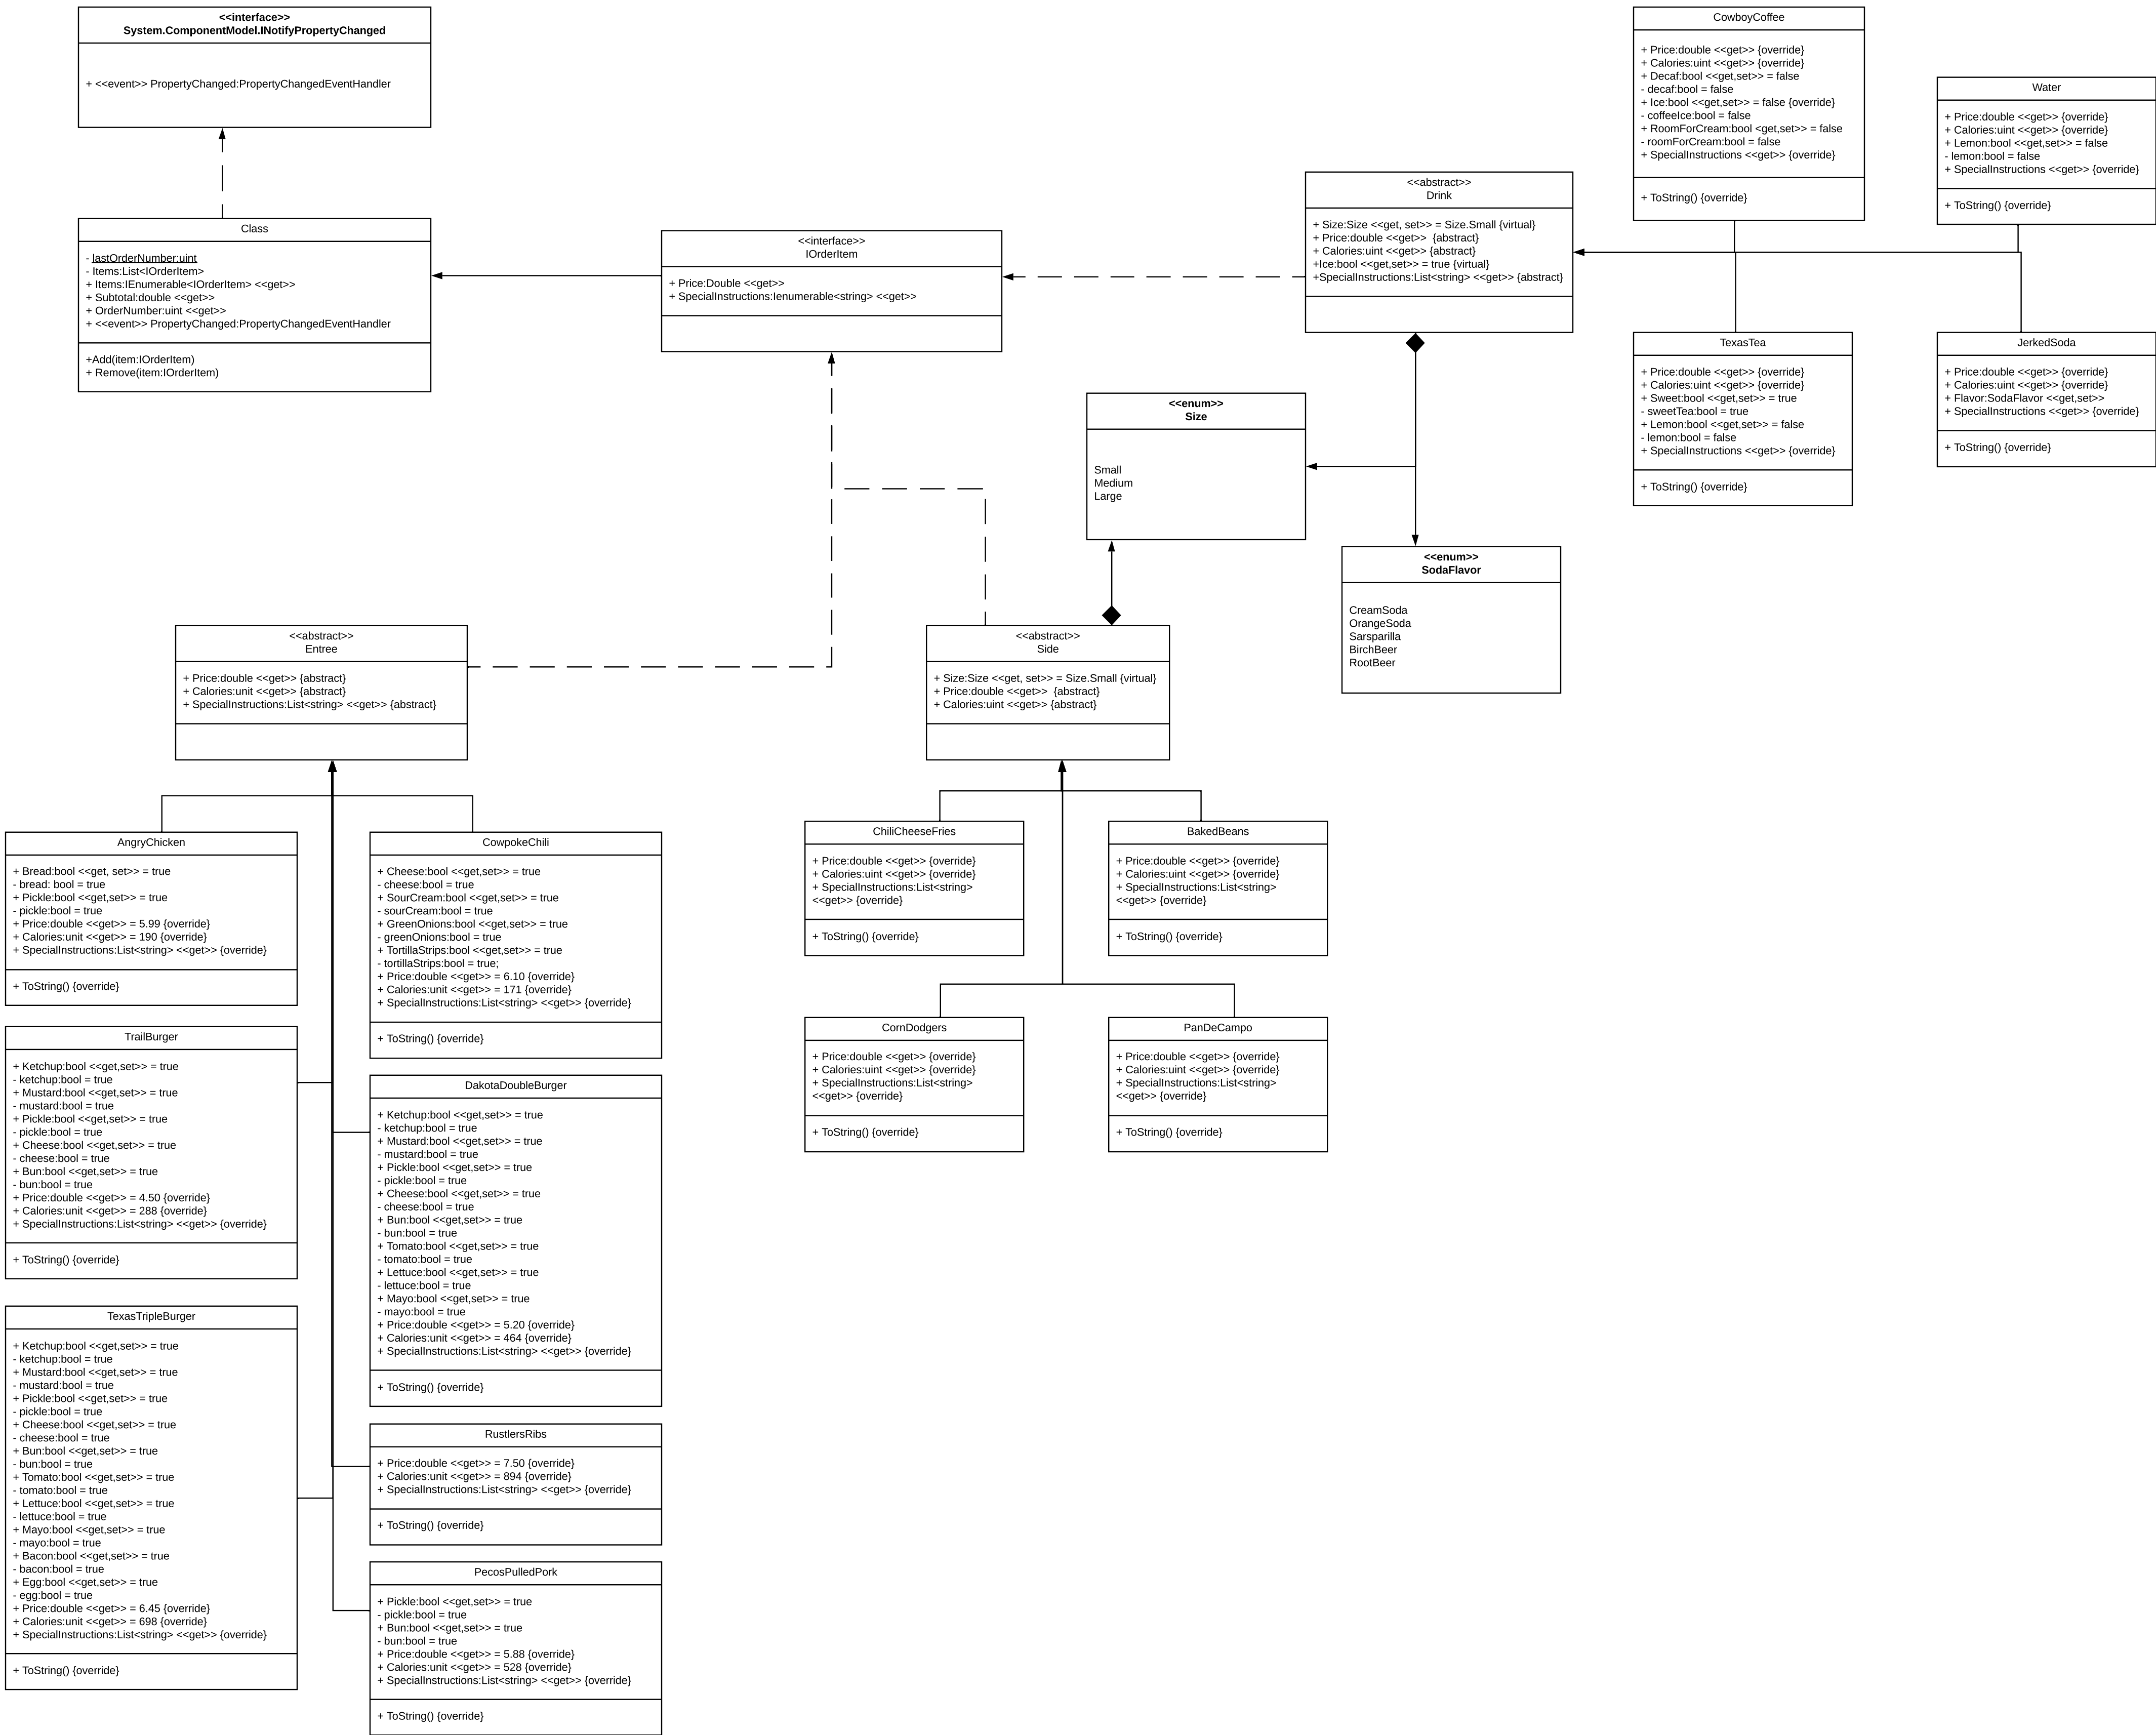 <<interface>>
System.ComponentModel.INotifyPropertyChanged
+ <<event>> PropertyChanged:PropertyChangedEventHandler
Class
- lastOrderNumber:uint
- Items:List<IOrderItem>
+ Items:IEnumerable<IOrderItem> <<get>>
+ Subtotal:double <<get>>
+ OrderNumber:uint <<get>>
+ <<event>> PropertyChanged:PropertyChangedEventHandler
+Add(item:IOrderItem)
+ Remove(item:IOrderItem)
<<interface>>
IOrderItem
+ Price:Double <<get>>
+ SpecialInstructions:Ienumerable<string> <<get>>
<<abstract>>
Drink
+ Size:Size <<get, set>> = Size.Small {virtual}
+ Price:double <<get>>  {abstract}
+ Calories:uint <<get>> {abstract}
+Ice:bool <<get,set>> = true {virtual}
+SpecialInstructions:List<string> <<get>> {abstract}
CowboyCoffee
+ Price:double <<get>> {override}
+ Calories:uint <<get>> {override}
+ Decaf:bool <<get,set>> = false
- decaf:bool = false
+ Ice:bool <<get,set>> = false {override}
- coffeeIce:bool = false
+ RoomForCream:bool <get,set>> = false
- roomForCream:bool = false
+ SpecialInstructions <<get>> {override}
+ ToString() {override}
Water
+ Price:double <<get>> {override}
+ Calories:uint <<get>> {override}
+ Lemon:bool <<get,set>> = false
- lemon:bool = false
+ SpecialInstructions <<get>> {override}
+ ToString() {override}
TexasTea
+ Price:double <<get>> {override}
+ Calories:uint <<get>> {override}
+ Sweet:bool <<get,set>> = true
- sweetTea:bool = true
+ Lemon:bool <<get,set>> = false
- lemon:bool = false
+ SpecialInstructions <<get>> {override}
+ ToString() {override}
JerkedSoda
+ Price:double <<get>> {override}
+ Calories:uint <<get>> {override}
+ Flavor:SodaFlavor <<get,set>>
+ SpecialInstructions <<get>> {override}
+ ToString() {override}
<<enum>>
Size
Small
Medium
Large
<<enum>>
SodaFlavor
CreamSoda
OrangeSoda
Sarsparilla
BirchBeer
RootBeer
<<abstract>>
Entree
+ Price:double <<get>> {abstract}
+ Calories:unit <<get>> {abstract}
+ SpecialInstructions:List<string> <<get>> {abstract}
<<abstract>>
Side
+ Size:Size <<get, set>> = Size.Small {virtual}
+ Price:double <<get>>  {abstract}
+ Calories:uint <<get>> {abstract}
AngryChicken
+ Bread:bool <<get, set>> = true
- bread: bool = true
+ Pickle:bool <<get,set>> = true
- pickle:bool = true
+ Price:double <<get>> = 5.99 {override}
+ Calories:unit <<get>> = 190 {override}
+ SpecialInstructions:List<string> <<get>> {override}
+ ToString() {override}
CowpokeChili
+ Cheese:bool <<get,set>> = true
- cheese:bool = true
+ SourCream:bool <<get,set>> = true
- sourCream:bool = true
+ GreenOnions:bool <<get,set>> = true
- greenOnions:bool = true
+ TortillaStrips:bool <<get,set>> = true
- tortillaStrips:bool = true;
+ Price:double <<get>> = 6.10 {override}
+ Calories:unit <<get>> = 171 {override}
+ SpecialInstructions:List<string> <<get>> {override}
+ ToString() {override}
ChiliCheeseFries
+ Price:double <<get>> {override}
+ Calories:uint <<get>> {override}
+ SpecialInstructions:List<string>
<<get>> {override}
+ ToString() {override}
BakedBeans
+ Price:double <<get>> {override}
+ Calories:uint <<get>> {override}
+ SpecialInstructions:List<string>
<<get>> {override}
+ ToString() {override}
CornDodgers
+ Price:double <<get>> {override}
+ Calories:uint <<get>> {override}
+ SpecialInstructions:List<string>
<<get>> {override}
+ ToString() {override}
PanDeCampo
+ Price:double <<get>> {override}
+ Calories:uint <<get>> {override}
+ SpecialInstructions:List<string>
<<get>> {override}
+ ToString() {override}
TrailBurger
+ Ketchup:bool <<get,set>> = true
- ketchup:bool = true
+ Mustard:bool <<get,set>> = true
- mustard:bool = true
+ Pickle:bool <<get,set>> = true
- pickle:bool = true
+ Cheese:bool <<get,set>> = true
- cheese:bool = true
+ Bun:bool <<get,set>> = true
- bun:bool = true
+ Price:double <<get>> = 4.50 {override}
+ Calories:unit <<get>> = 288 {override}
+ SpecialInstructions:List<string> <<get>> {override}
+ ToString() {override}
DakotaDoubleBurger
+ Ketchup:bool <<get,set>> = true
- ketchup:bool = true
+ Mustard:bool <<get,set>> = true
- mustard:bool = true
+ Pickle:bool <<get,set>> = true
- pickle:bool = true
+ Cheese:bool <<get,set>> = true
- cheese:bool = true
+ Bun:bool <<get,set>> = true
- bun:bool = true
+ Tomato:bool <<get,set>> = true
- tomato:bool = true
+ Lettuce:bool <<get,set>> = true
- lettuce:bool = true
+ Mayo:bool <<get,set>> = true
- mayo:bool = true
+ Price:double <<get>> = 5.20 {override}
+ Calories:unit <<get>> = 464 {override}
+ SpecialInstructions:List<string> <<get>> {override}
+ ToString() {override}
TexasTripleBurger
+ Ketchup:bool <<get,set>> = true
- ketchup:bool = true
+ Mustard:bool <<get,set>> = true
- mustard:bool = true
+ Pickle:bool <<get,set>> = true
- pickle:bool = true
+ Cheese:bool <<get,set>> = true
- cheese:bool = true
+ Bun:bool <<get,set>> = true
- bun:bool = true
+ Tomato:bool <<get,set>> = true
- tomato:bool = true
+ Lettuce:bool <<get,set>> = true
- lettuce:bool = true
+ Mayo:bool <<get,set>> = true
- mayo:bool = true
+ Bacon:bool <<get,set>> = true
- bacon:bool = true
+ Egg:bool <<get,set>> = true
- egg:bool = true
+ Price:double <<get>> = 6.45 {override}
+ Calories:unit <<get>> = 698 {override}
+ SpecialInstructions:List<string> <<get>> {override}
+ ToString() {override}
RustlersRibs
+ Price:double <<get>> = 7.50 {override}
+ Calories:unit <<get>> = 894 {override}
+ SpecialInstructions:List<string> <<get>> {override}
+ ToString() {override}
PecosPulledPork
+ Pickle:bool <<get,set>> = true
- pickle:bool = true
+ Bun:bool <<get,set>> = true
- bun:bool = true
+ Price:double <<get>> = 5.88 {override}
+ Calories:unit <<get>> = 528 {override}
+ SpecialInstructions:List<string> <<get>> {override}
+ ToString() {override}